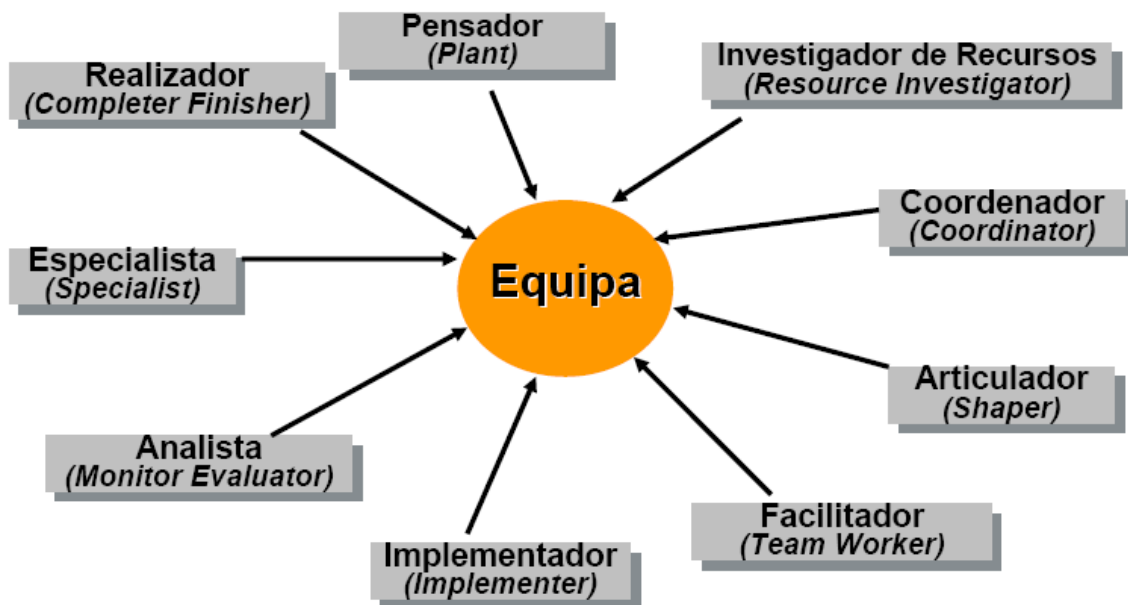 Pensador
(Plant)
Investigador de Recursos
(Resource Investigator)
Realizador
(Completer Finisher)
Coordenador
(Coordinator)
Especialista
(Specialist)
Equipa
Articulador
(Shaper)
Analista
(Monitor Evaluator)
Facilitador
(Team Worker)
Implementador
(Implementer)